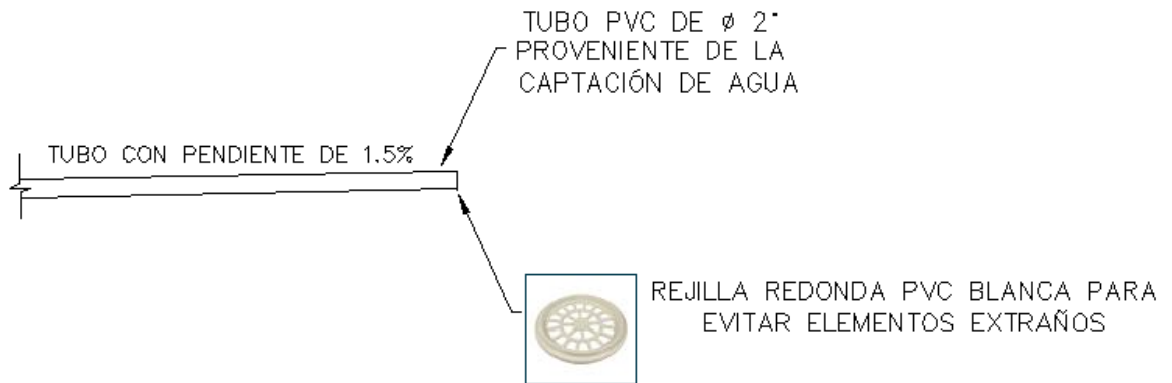 TUBO PVC DE ø 2"
PROVENIENTE DE LA
CAPTACIÓN DE AGUA
TUBO CON PENDIENTE DE 1.5%
REJILLA REDONDA PVC BLANCA PARA
EVITAR ELEMENTOS EXTRAÑOS